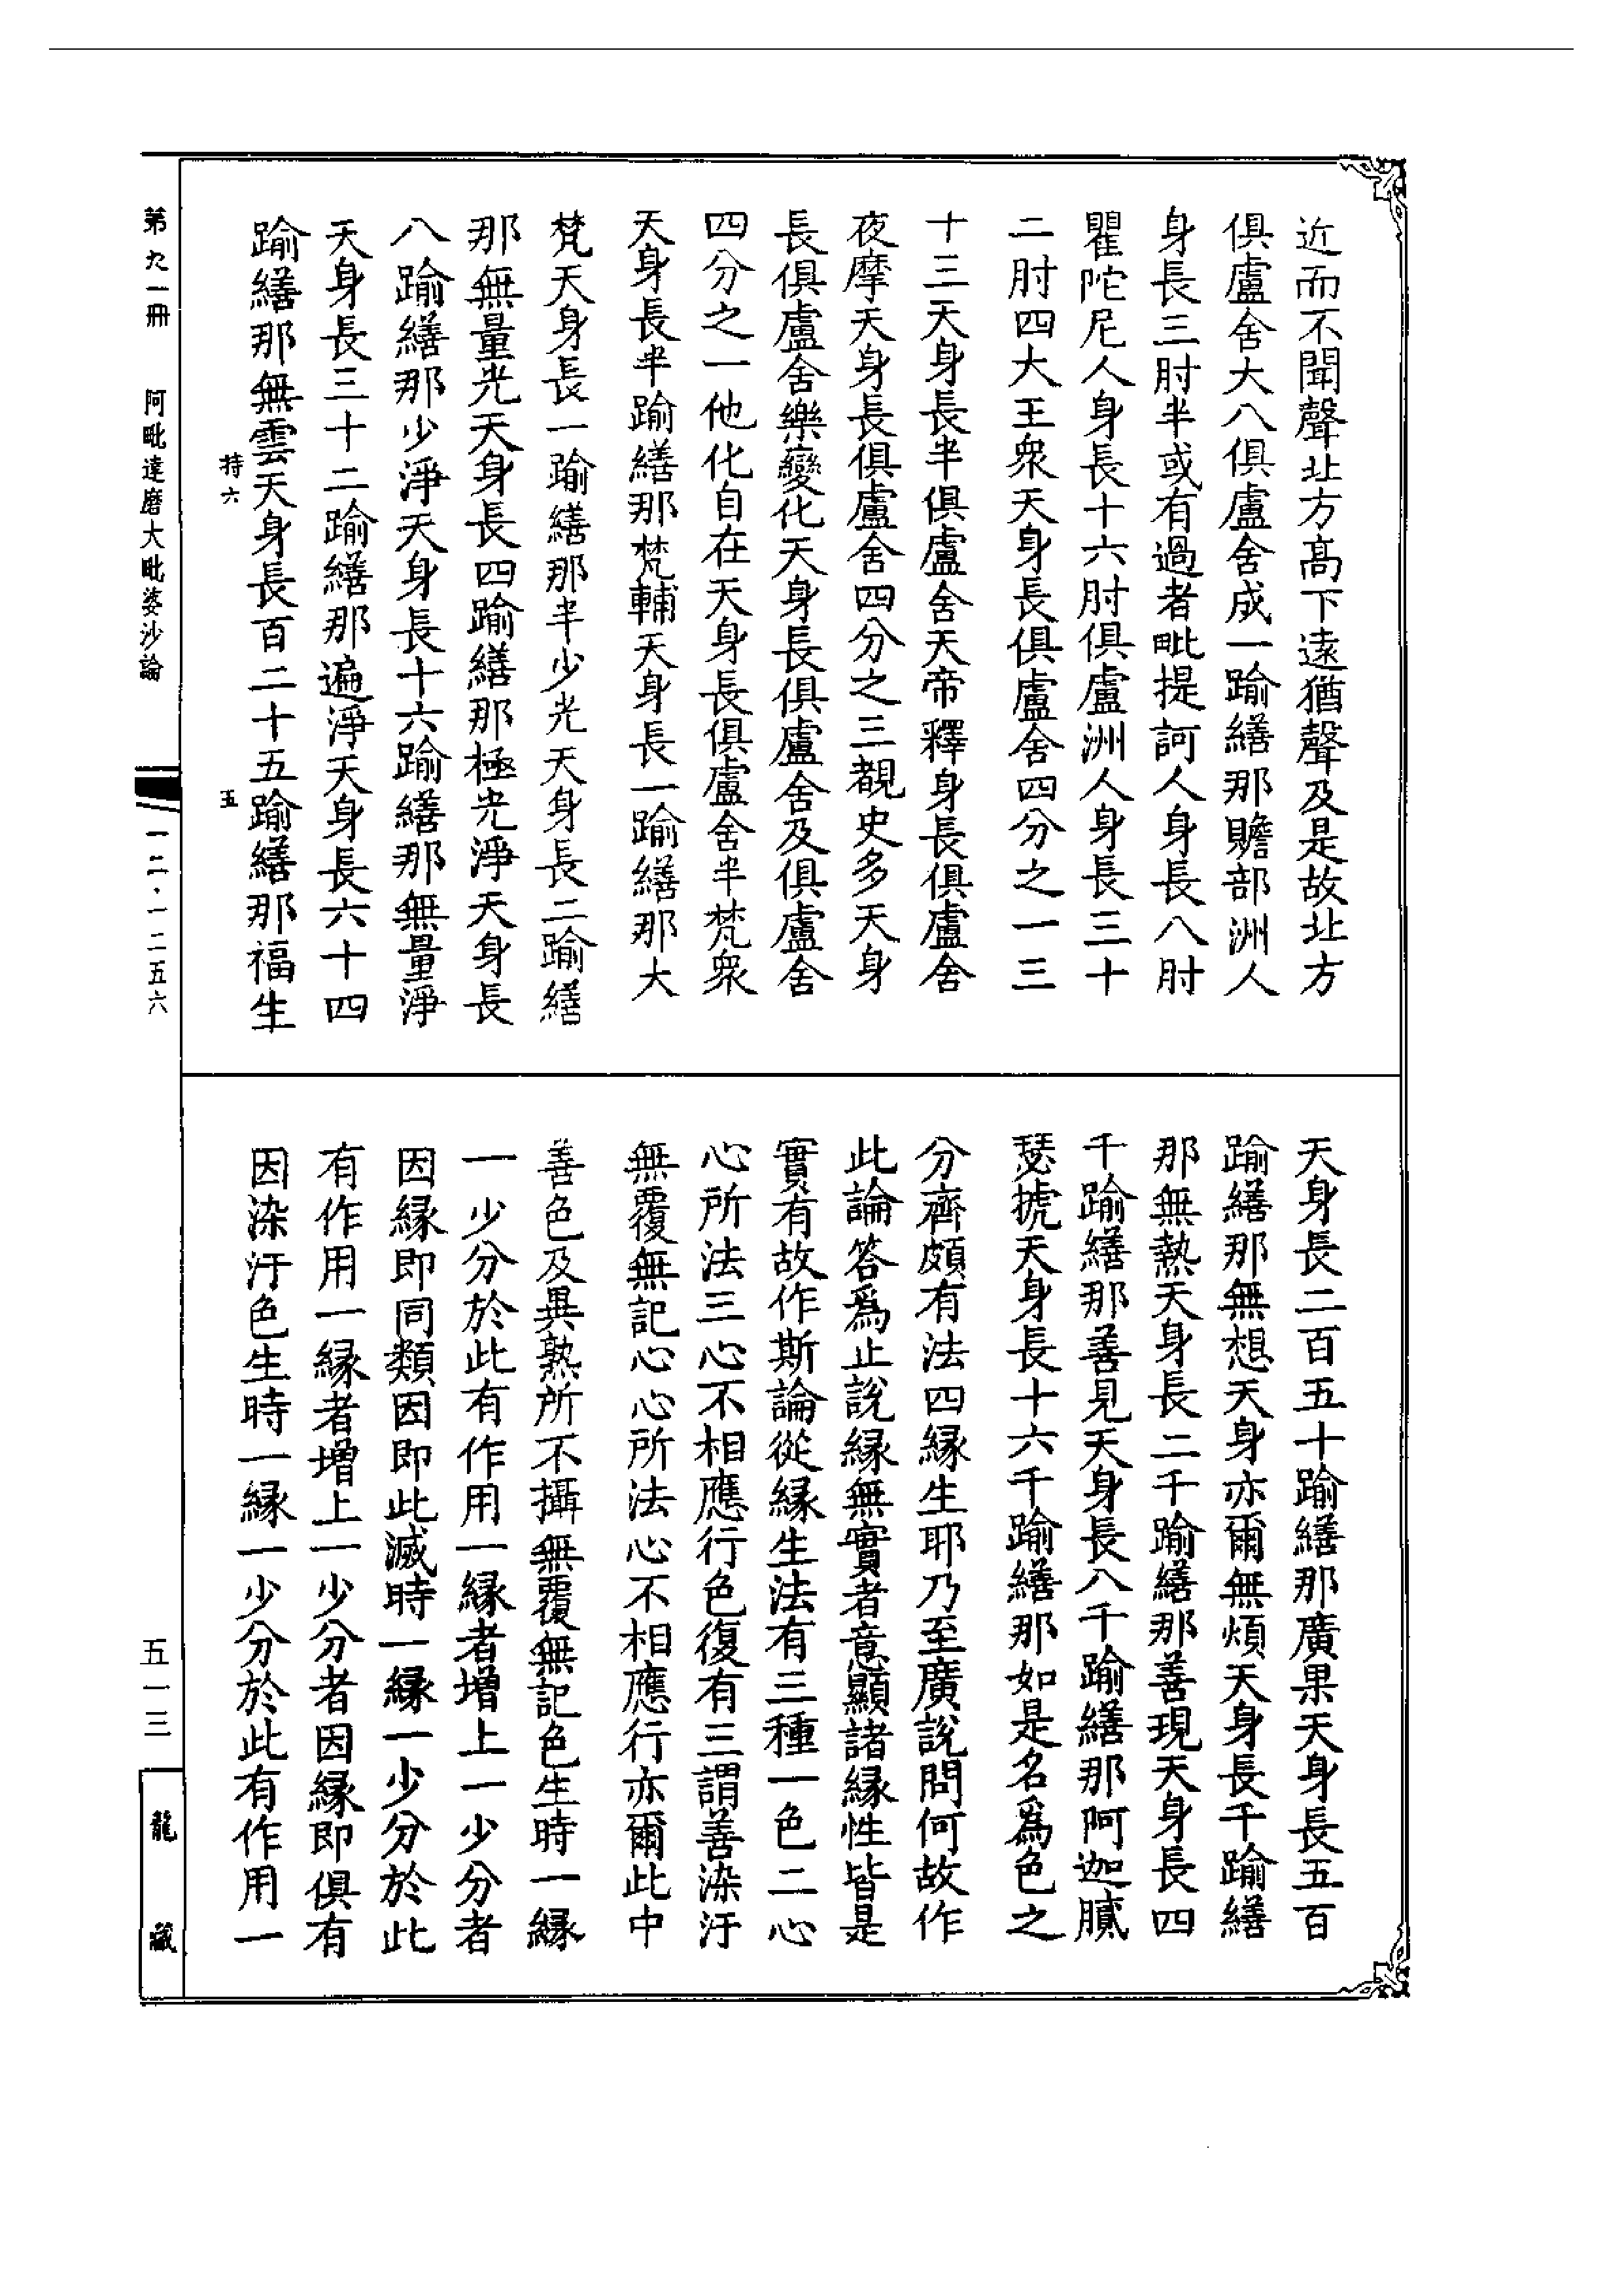 近而不聞聲北方高下遠猶聲及是故北方
俱盧舍大八俱盧舍成一踰繕那贍部洲人
身長三肘半或有過者毗提訶人身長八肘
瞿陀尼人身長十六肘俱盧洲人身長三十
二肘四大王衆天身長俱盧舍四分之一三
十三天身長半俱盧舍天帝釋身長俱盧舍
夜摩天身長俱盧舍四分之三覩史多天身
長俱盧舍樂變化天身長俱盧舍及俱盧舍
四分之一他化自在天身長俱盧舍半梵衆
天身長半踰繕那梵輔天身長一踰繕那大
梵天身長一踰繕那半少光天身長二踰繕
那無量光天身長四踰繕那極光淨天身長
八踰繕那少淨天身長十六踰繕那無量淨
天身長三十二踰繕那遍淨天身長六十四
踰繕那無雲天身長百二十五踰繕那福生
持六 五
天身長二百五十踰繕那廣果天身長五百
踰繕那無想天身亦爾無煩天身長千踰繕
那無熱天身長二千踰繕那善現天身長四
千踰繕那善見天身長八千踰繕那阿迦膩
瑟搋天身長十六千踰繕那如是名爲色之
分齊頗有法四緣生耶乃至廣說問何故作
此論答爲止說緣無實者意顯諸緣性皆是
實有故作斯論從緣生法有三種一色二心
心所法三心不相應行色復有三謂善染汙
無覆無記心心所法心不相應行亦爾此中
善色及異熟所不攝無覆無記色生時一緣
一少分於此有作用一緣者增上一少分者
因緣即同類因即此滅時一緣一少分於此
有作用一緣者增上一少分者因緣即俱有
因染汙色生時一緣一少分於此有作用一
第九一冊 阿毗達磨大毗婆沙論 一二·一二五六
五一三 龍藏